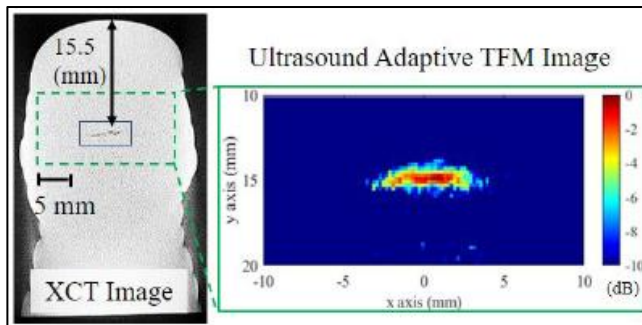 15.5
(mm)
5 mm
XCT Image
Ultrasound Adaptive TFM Image
10
15
20
y axis (mm)
-10
-5
0
5
10
x axis (mm)
0
-2
-4
-6
-8
-10
(dB)